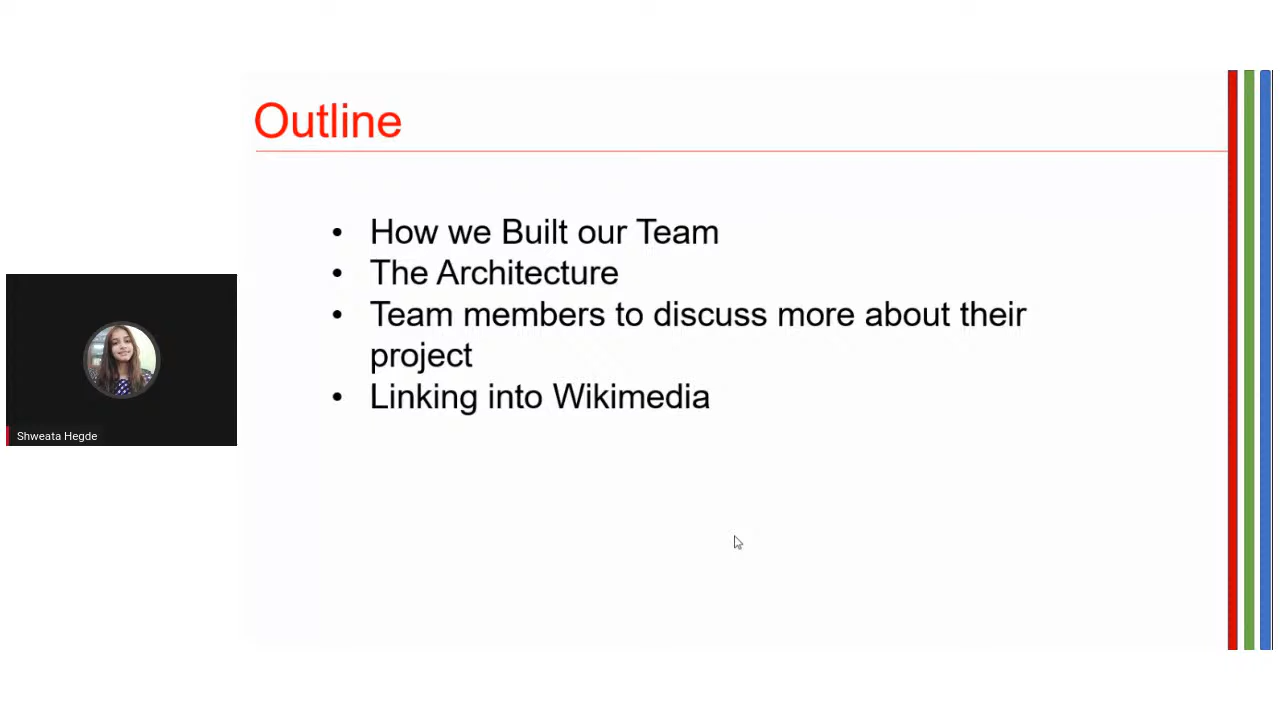 Outline
• How we Built our Team
• The Architecture
• Team members to discuss more about their
project
• Linking into Wikimedia
Shweata Hegde